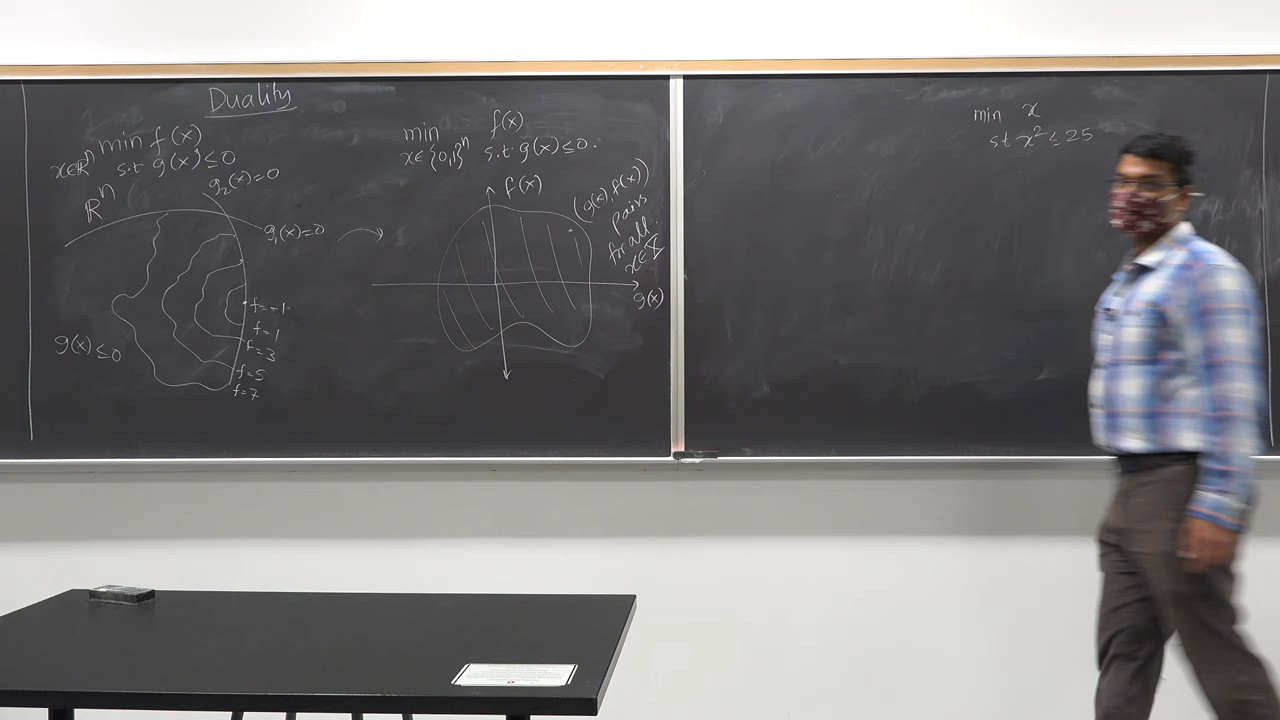 Duality
min f(x)
x∈ℝⁿ s.t. g(x) ≤ 0
ℝⁿ
g₂(x)=0
g₁(x)=0
g(x) ≤ 0
f=-1
f=1
f=3
f=5
f=7
min f(x)
x∈{0,1}ⁿ s.t. g(x) ≤ 0.
f(x)
(g(x), f(x))
pairs
for all
x∈X
g(x)
min x
st x² ≤ 25